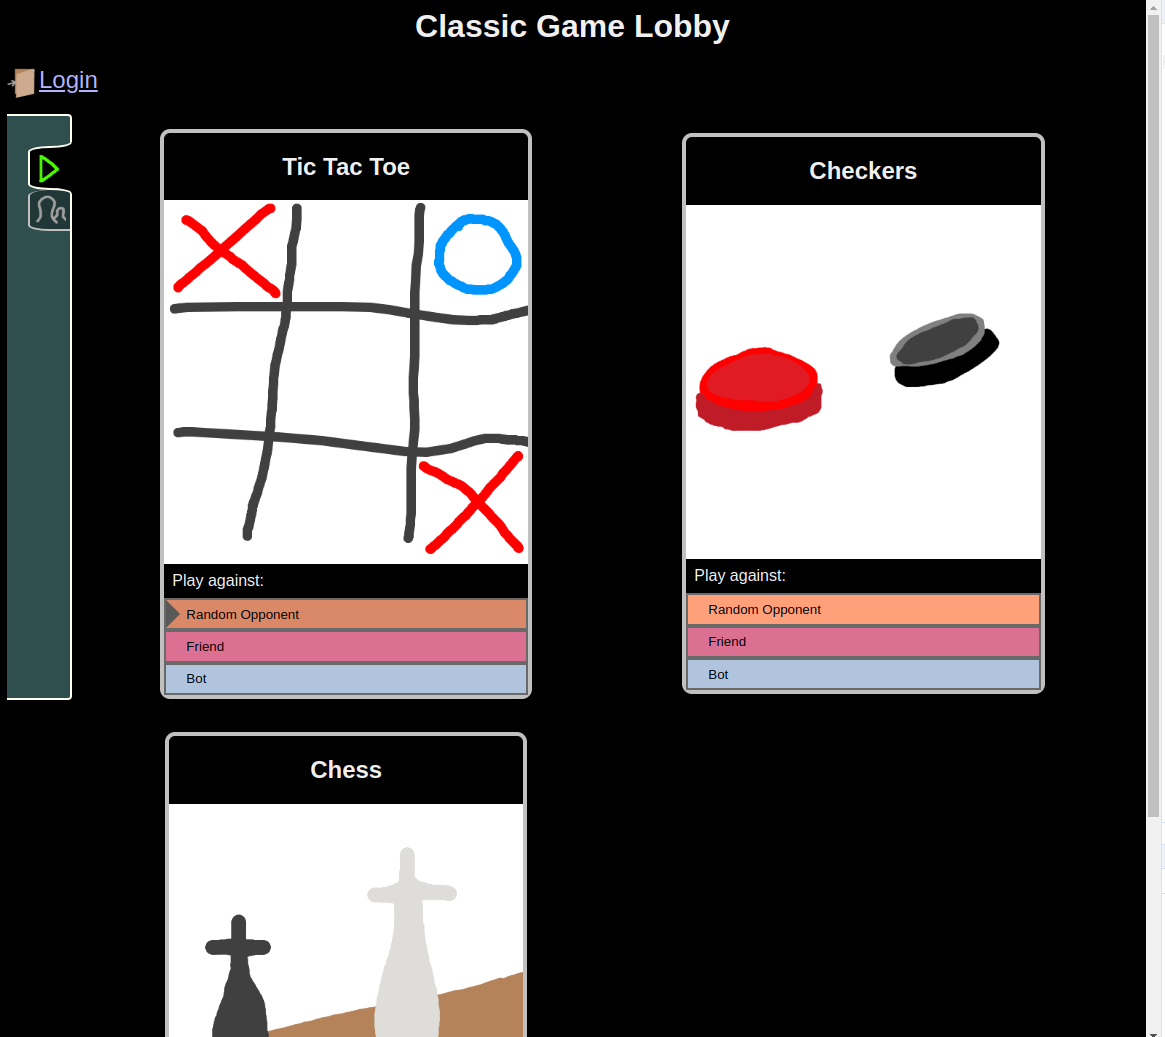 Classic Game Lobby
Login
Tic Tac Toe
Play against:
Random Opponent
Friend
Bot
Checkers
Play against:
Random Opponent
Friend
Bot
Chess